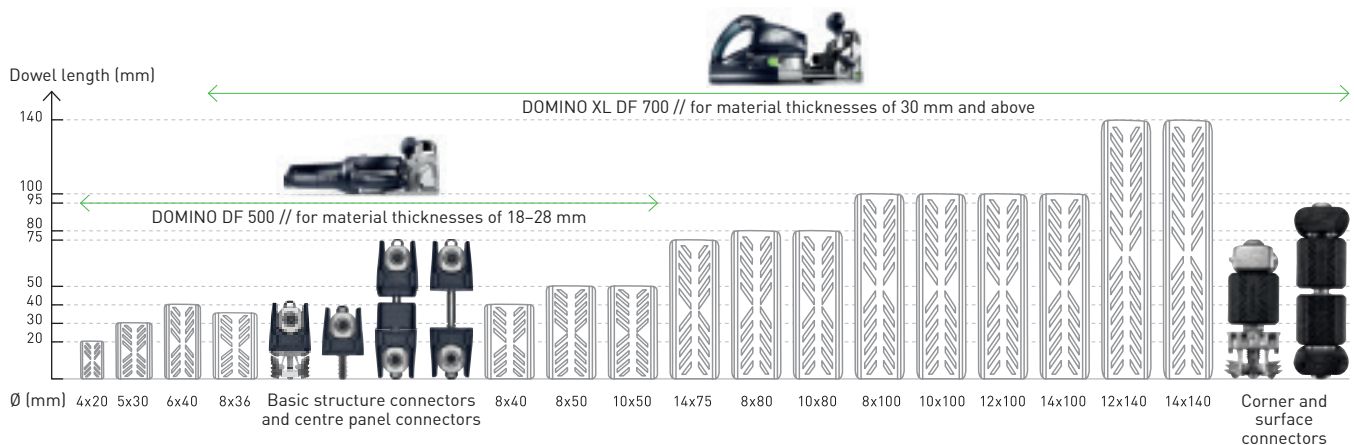 Dowel length (mm)
DOMINO XL DF 700 // for material thicknesses of 30 mm and above
140
100
95
DOMINO DF 500 // for material thicknesses of 18–28 mm
80
75
50
40
30
20
Ø (mm) 4x20 5x30 6x40 8x36 Basic structure connectors 8x40 8x50 10x50 14x75 8x80 10x80 8x100 10x100 12x100 14x100 12x140 14x140 Corner and
and centre panel connectors
surface
connectors